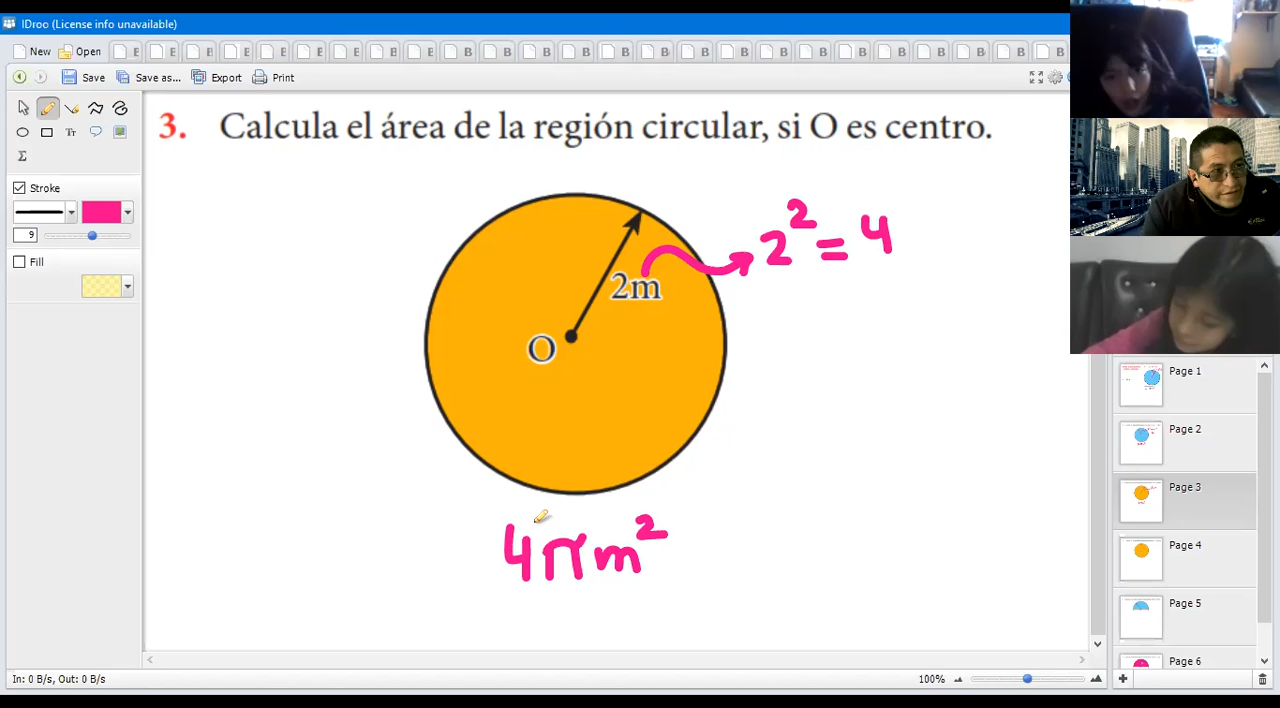 IDroo (License info unavailable)
New Open E E E E E E E E B B B B B B B B B B B B B B B B
Save Save as... Export Print
3. Calcula el área de la región circular, si O es centro.
Stroke
9
Fill
2² = 4
2m
O
4πm²
Page 1
Page 2
Page 3
Page 4
Page 5
Page 6
In: 0 B/s, Out: 0 B/s
100%